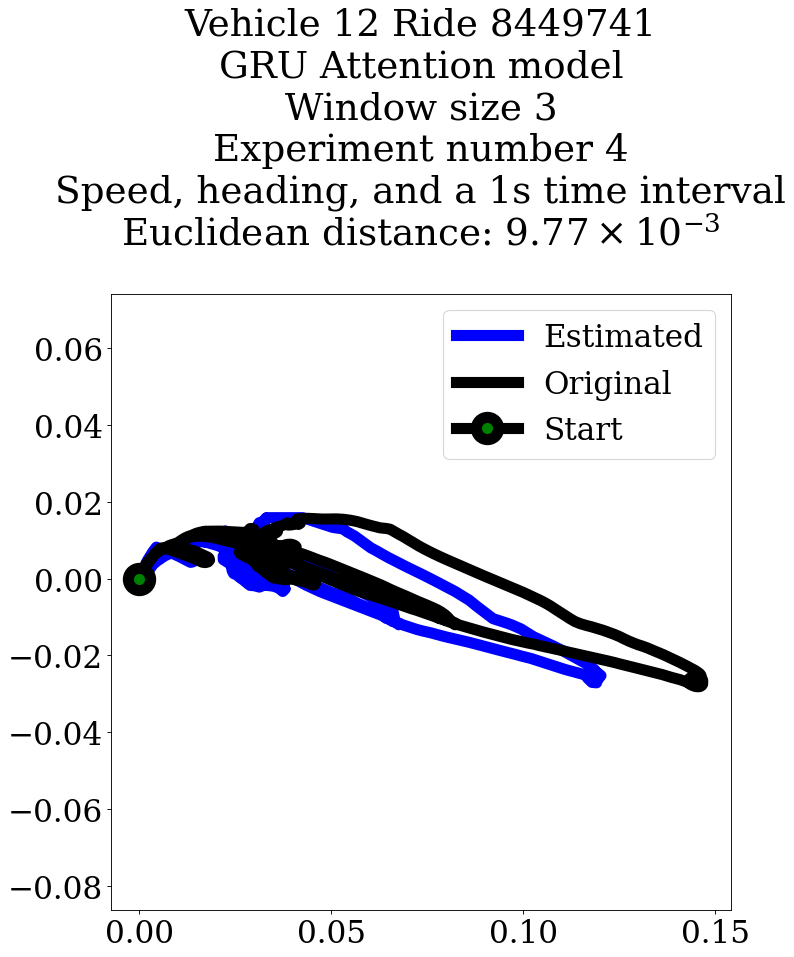 Vehicle 12 Ride 8449741
GRU Attention model
Window size 3
Experiment number 4
Speed, heading, and a 1s time interval
Euclidean distance: 9.77 × 10⁻³
Estimated
Original
Start
0.06
0.04
0.02
0.00
−0.02
−0.04
−0.06
−0.08
0.00 0.05 0.10 0.15